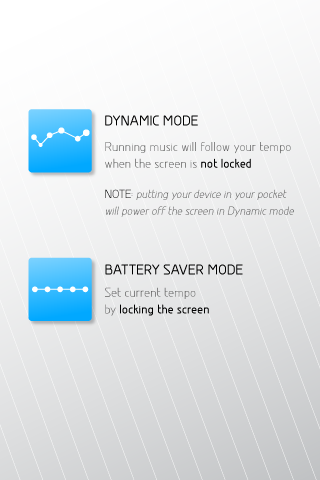 DYNAMIC MODE
Running music will follow your tempo
when the screen is not locked
NOTE: putting your device in your pocket
will power off the screen in Dynamic mode
BATTERY SAVER MODE
Set current tempo
by locking the screen